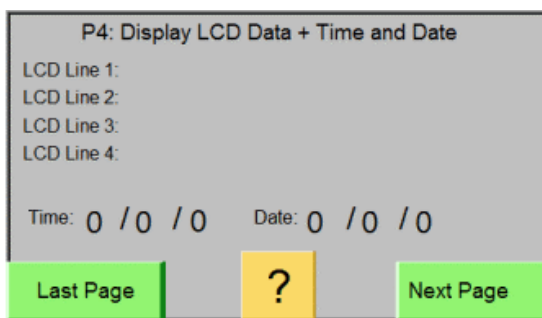 P4: Display LCD Data + Time and Date
LCD Line 1:
LCD Line 2:
LCD Line 3:
LCD Line 4:
Time: 0 / 0 / 0 Date: 0 / 0 / 0
Last Page ? Next Page